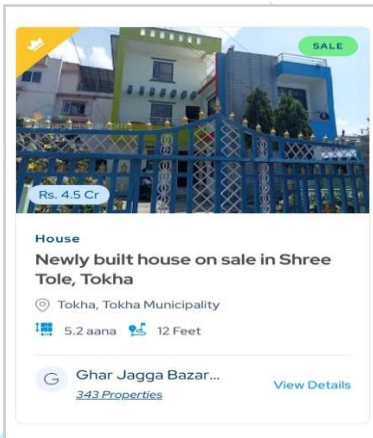 SALE
Rs. 4.5 Cr
House
Newly built house on sale in Shree
Tole, Tokha
Tokha, Tokha Municipality
5.2 aana 12 Feet
G Ghar Jagga Bazar...
343 Properties
View Details